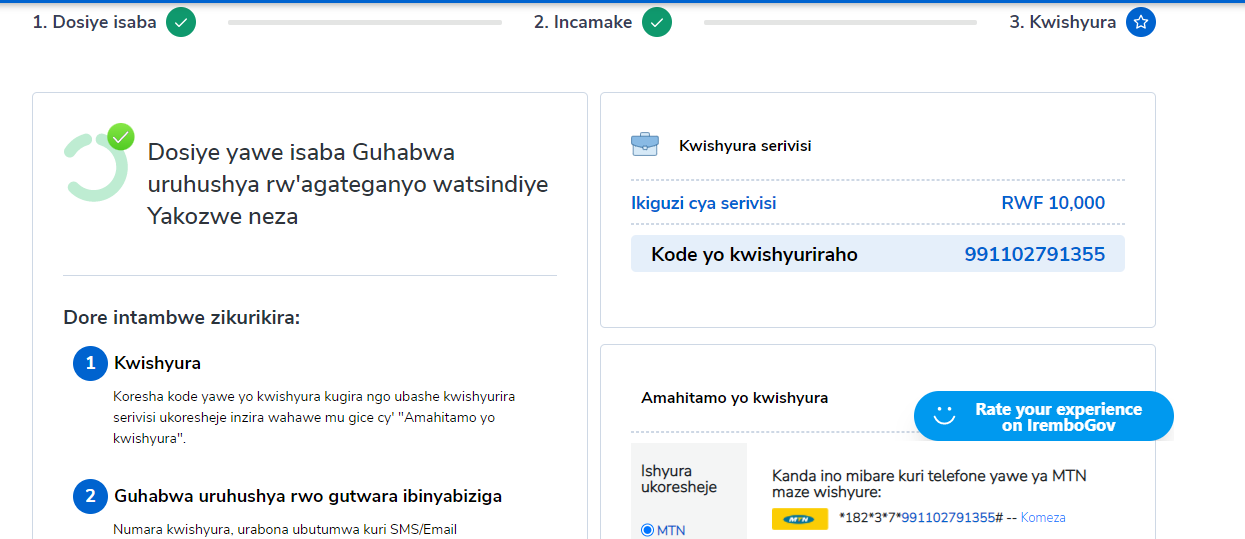 1. Dosiye isaba
2. Incamake
3. Kwishyura
Dosiye yawe isaba Guhabwa
uruhushya rw'agateganyo watsindiye
Yakozwe neza
Dore intambwe zikurikira:
1 Kwishyura
Koresha kode yawe yo kwishyura kugira ngo ubashe kwishyurira
serivisi ukoresheje inzira wahawe mu gice cy' "Amahitamo yo
kwishyura".
2 Guhabwa uruhushya rwo gutwara ibinyabiziga
Numara kwishyura, urabona ubutumwa kuri SMS/Email
Kwishyura serivisi
Ikiguzi cya serivisi RWF 10,000
Kode yo kwishyuriraho 991102791355
Amahitamo yo kwishyura
Rate your experience
on IremboGov
Ishyura
ukoresheje
MTN
Kanda ino mibare kuri telefone yawe ya MTN
maze wishyure:
MTN *182*3*7*991102791355# -- Komeza